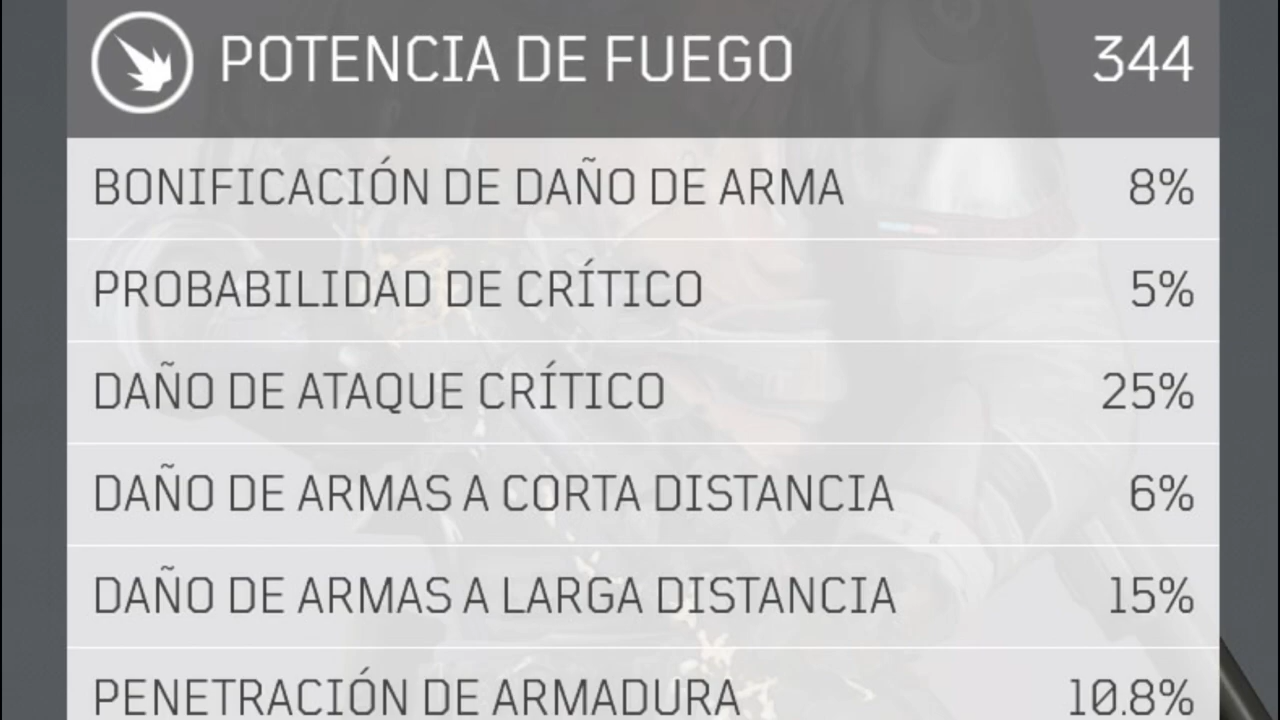 POTENCIA DE FUEGO 344
BONIFICACIÓN DE DAÑO DE ARMA 8%
PROBABILIDAD DE CRÍTICO 5%
DAÑO DE ATAQUE CRÍTICO 25%
DAÑO DE ARMAS A CORTA DISTANCIA 6%
DAÑO DE ARMAS A LARGA DISTANCIA 15%
PENETRACIÓN DE ARMADURA 10.8%